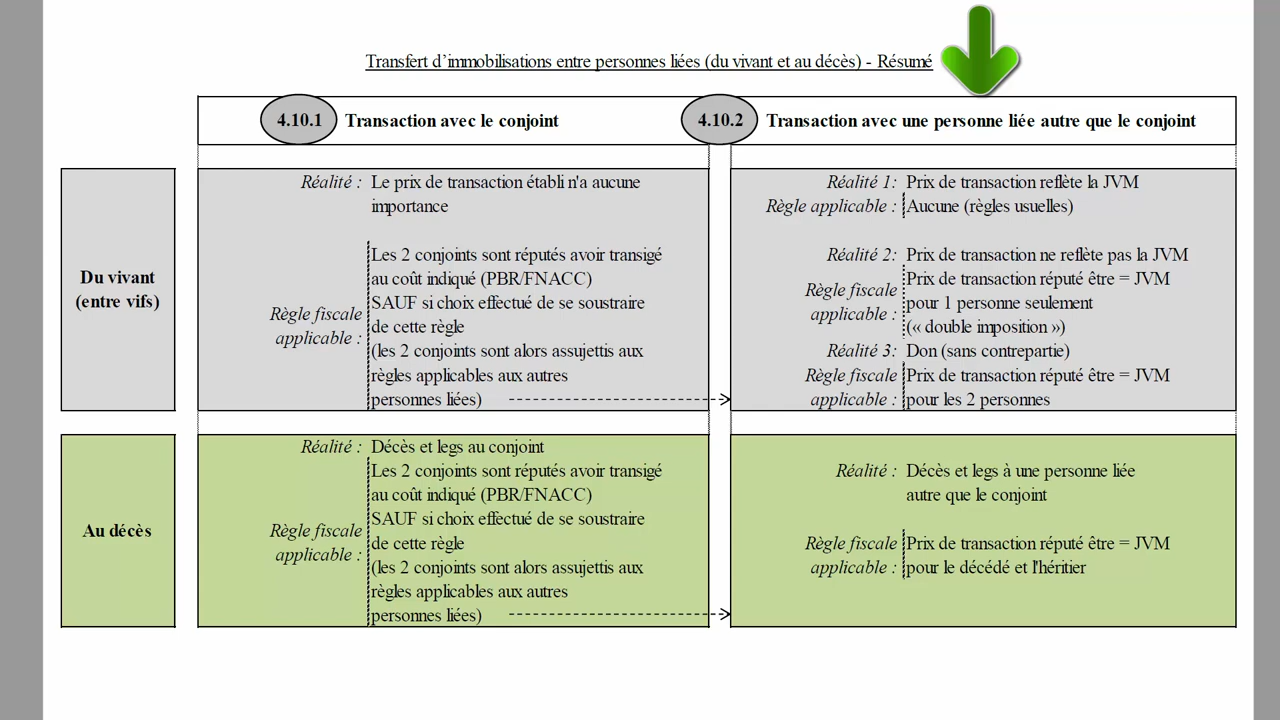 Transfert d'immobilisations entre personnes liées (du vivant et au décès) - Résumé
4.10.1 Transaction avec le conjoint
4.10.2 Transaction avec une personne liée autre que le conjoint
Du vivant
(entre vifs)
Réalité : Le prix de transaction établi n'a aucune
importance
Règle fiscale
applicable :
Les 2 conjoints sont réputés avoir transigé
au coût indiqué (PBR/FNACC)
SAUF si choix effectué de se soustraire
de cette règle
(les 2 conjoints sont alors assujettis aux
règles applicables aux autres
personnes liées)
Réalité 1: Prix de transaction reflète la JVM
Règle applicable : Aucune (règles usuelles)
Réalité 2: Prix de transaction ne reflète pas la JVM
Règle fiscale
applicable :
Prix de transaction réputé être = JVM
pour 1 personne seulement
(« double imposition »)
Réalité 3: Don (sans contrepartie)
Règle fiscale Prix de transaction réputé être = JVM
applicable : pour les 2 personnes
Au décès
Réalité : Décès et legs au conjoint
Règle fiscale
applicable :
Les 2 conjoints sont réputés avoir transigé
au coût indiqué (PBR/FNACC)
SAUF si choix effectué de se soustraire
de cette règle
(les 2 conjoints sont alors assujettis aux
règles applicables aux autres
personnes liées)
Réalité : Décès et legs à une personne liée
autre que le conjoint
Règle fiscale Prix de transaction réputé être = JVM
applicable : pour le décédé et l'héritier